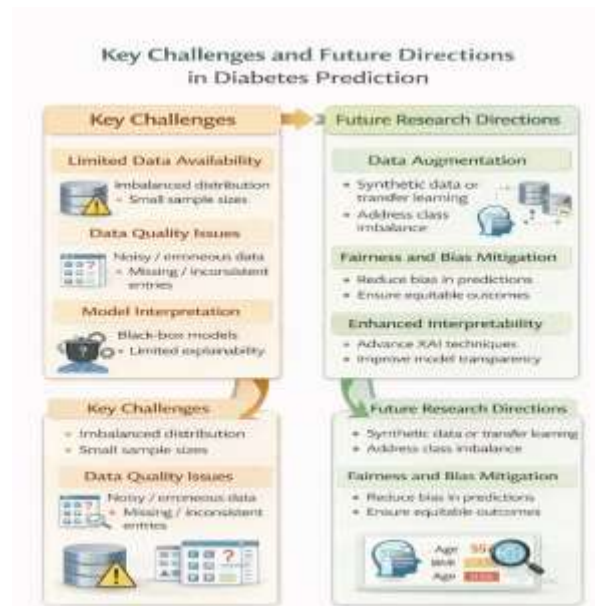 Key Challenges and Future Directions
in Diabetes Prediction
Key Challenges
Limited Data Availability
Imbalanced distribution
• Small sample sizes
Data Quality Issues
Noisy / erroneous data
• Missing / inconsistent
entries
Model Interpretation
Black-box models
• Limited explainability
Future Research Directions
Data Augmentation
• Synthetic data or
transfer learning
• Address class
imbalance
Fairness and Bias Mitigation
• Reduce bias in predictions
• Ensure equitable outcomes
Enhanced Interpretability
• Advance XAI techniques
• Improve model transparency
Key Challenges
• Imbalanced distribution
• Small sample sizes
Data Quality Issues
Noisy / erroneous data
• Missing / inconsistent
entries
Future Research Directions
• Synthetic data or transfer learning
• Address class imbalance
Fairness and Bias Mitigation
• Reduce bias in predictions
• Ensure equitable outcomes
Age
Age